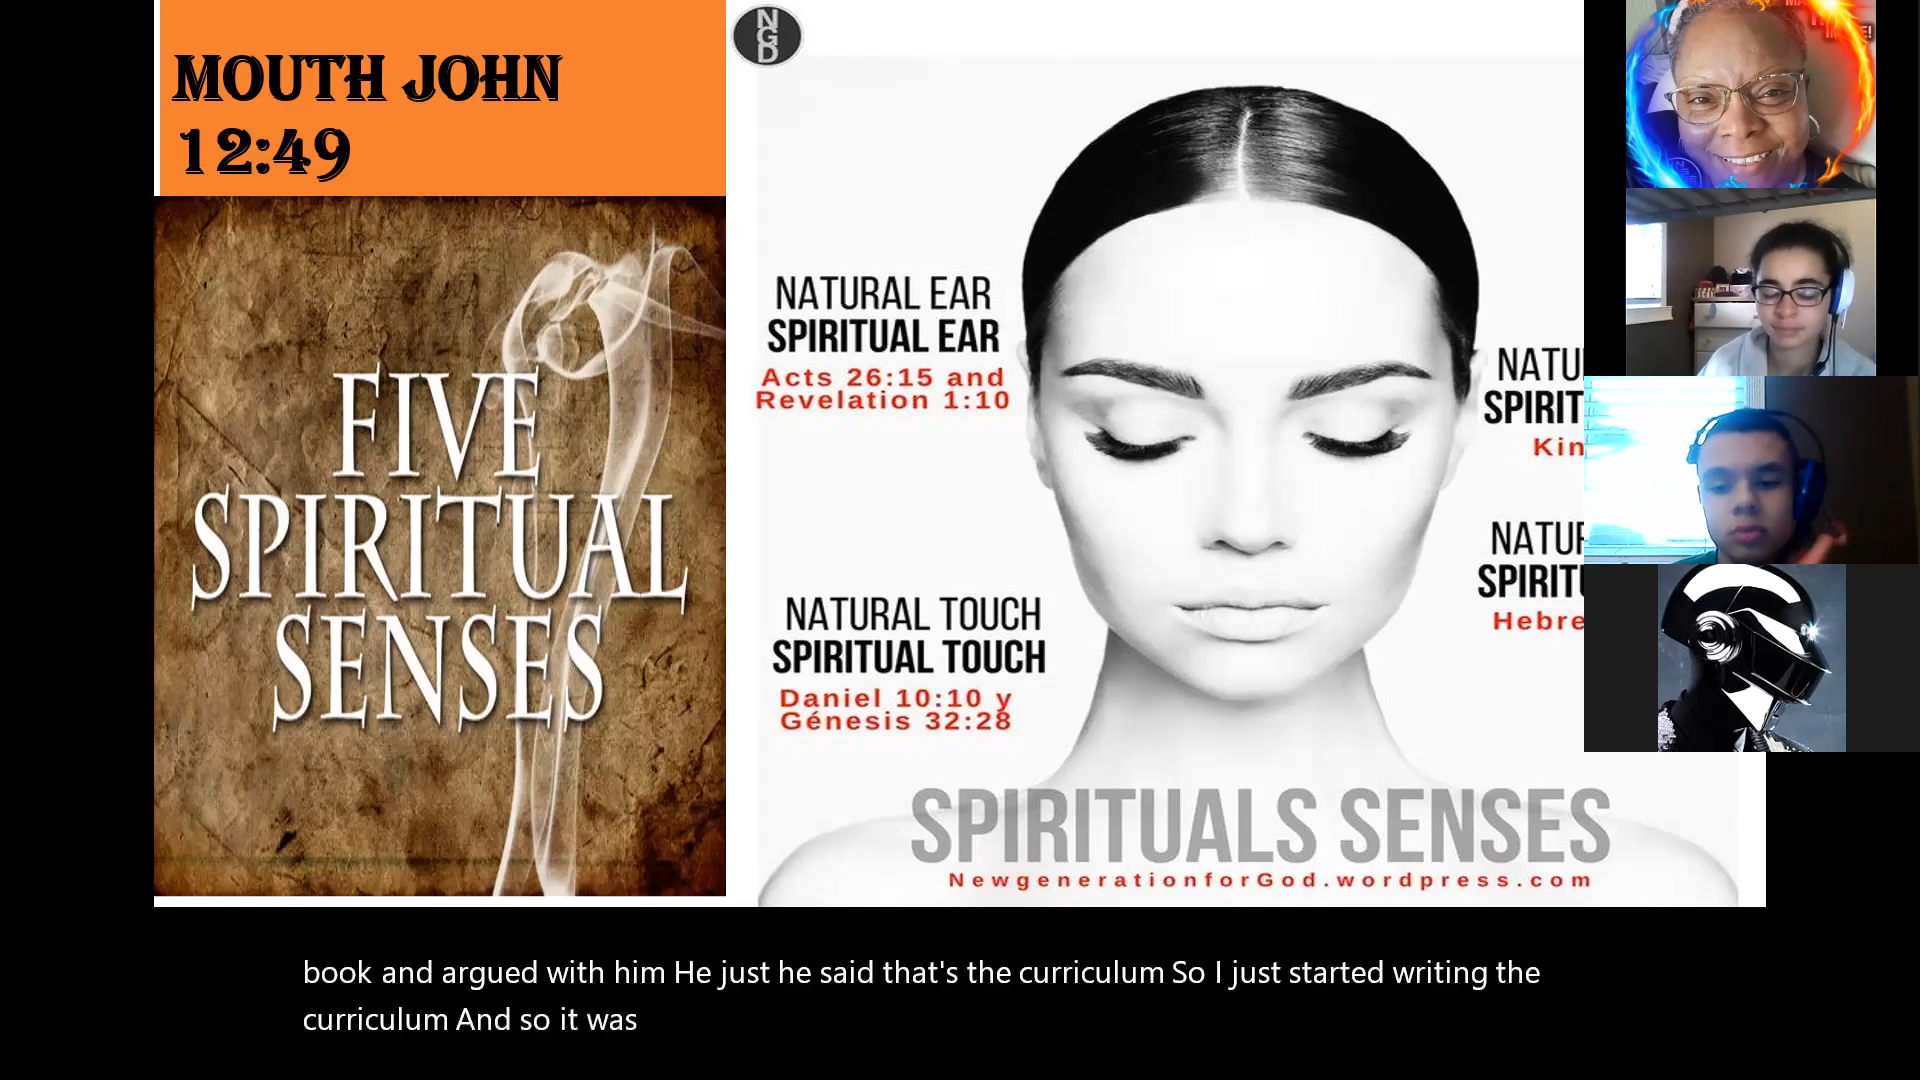 MOUTH JOHN
12:49
FIVE
SPIRITUAL
SENSES
NGD
NATURAL EAR
SPIRITUAL EAR
Acts 26:15 and
Revelation 1:10
NATURAL TOUCH
SPIRITUAL TOUCH
Daniel 10:10 y
Génesis 32:28
SPIRITUALS SENSES
NewgenerationforGod.wordpress.com
book and argued with him He just he said that's the curriculum So I just started writing the
curriculum And so it was